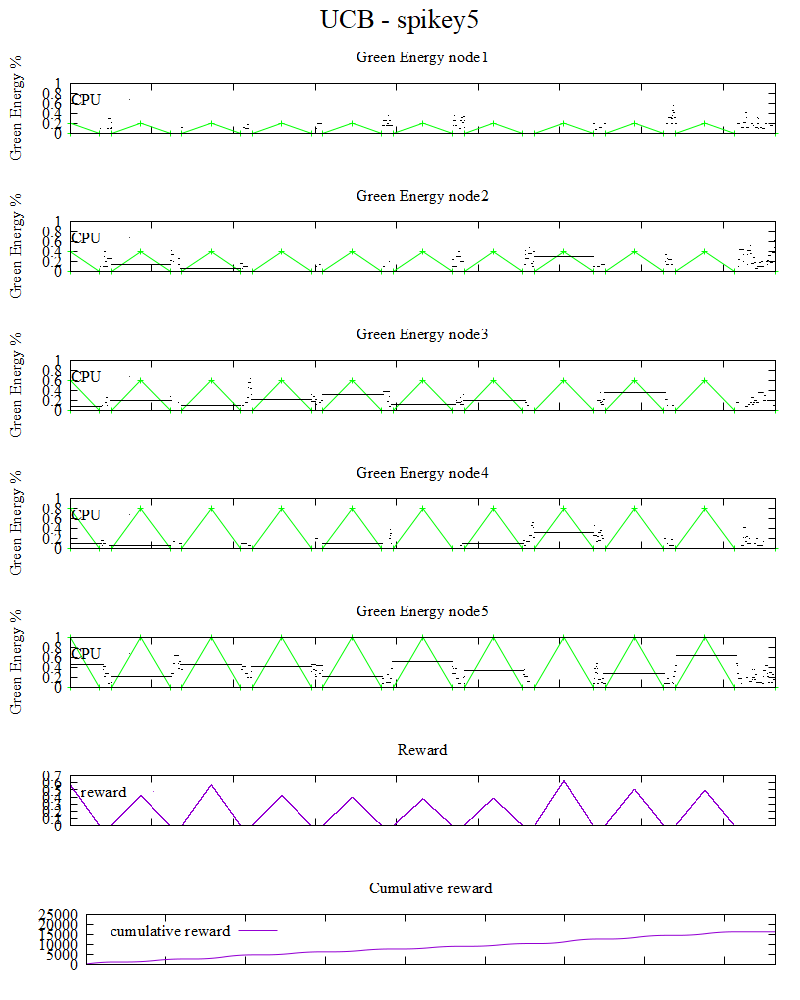 UCB - spikey5
Green Energy node1
Green Energy %
1
0.8
0.6
0.4
0.2
0
CPU
Green Energy node2
Green Energy %
1
0.8
0.6
0.4
0.2
0
CPU
Green Energy node3
Green Energy %
1
0.8
0.6
0.4
0.2
0
CPU
Green Energy node4
Green Energy %
1
0.8
0.6
0.4
0.2
0
CPU
Green Energy node5
Green Energy %
1
0.8
0.6
0.4
0.2
0
CPU
Reward
0.7
0.6
0.5
0.4
0.3
0.2
0.1
0
reward
Cumulative reward
25000
20000
15000
10000
5000
0
cumulative reward